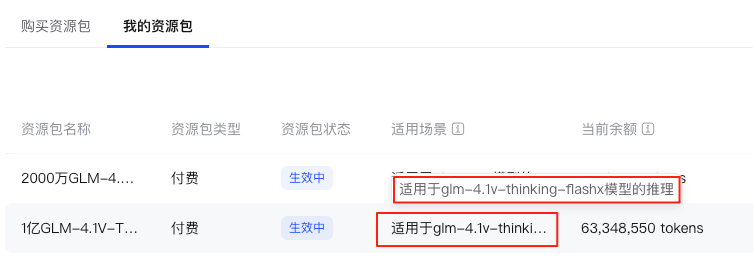 购买资源包 我的资源包
资源包名称 资源包类型 资源包状态 适用场景 当前余额
2000万GLM-4.... 付费 生效中
适用于glm-4.1v-thinking-flashx模型的推理
1亿GLM-4.1V-T... 付费 生效中 适用于glm-4.1v-thinki... 63,348,550 tokens